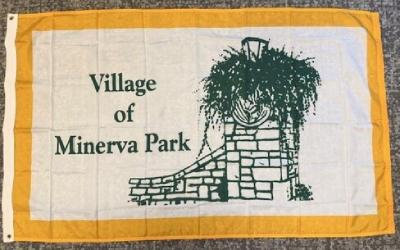 Village
of
Minerva Park